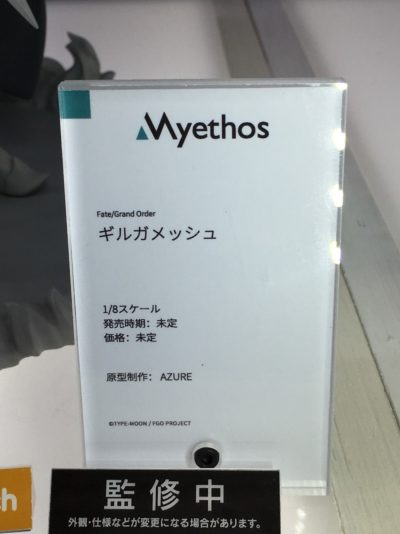 Myethos
Fate/Grand Order
ギルガメッシュ
1/8スケール
発売時期: 未定
価格: 未定
原型制作: AZURE
©TYPE-MOON / FGO PROJECT
監修中
外観・仕様などが変更になる場合があります。